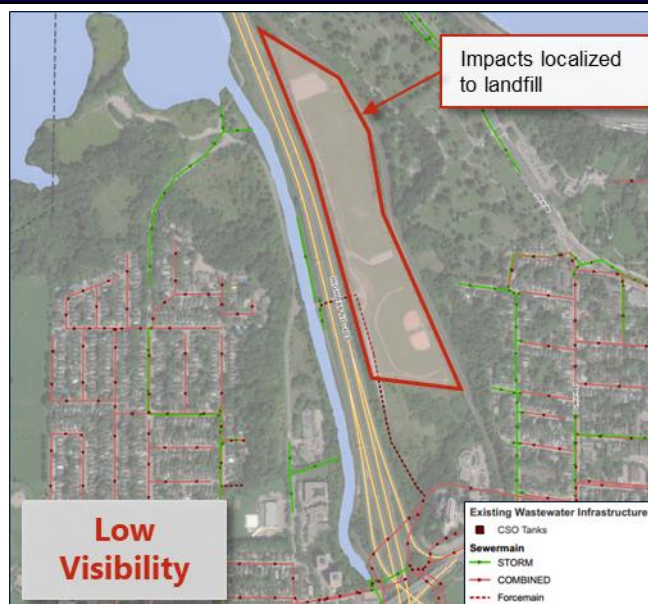 Impacts localized
to landfill
Low
Visibility
Existing Wastewater Infrastructure
CSO Tanks
Sewermain
STORM
COMBINED
Forcemain